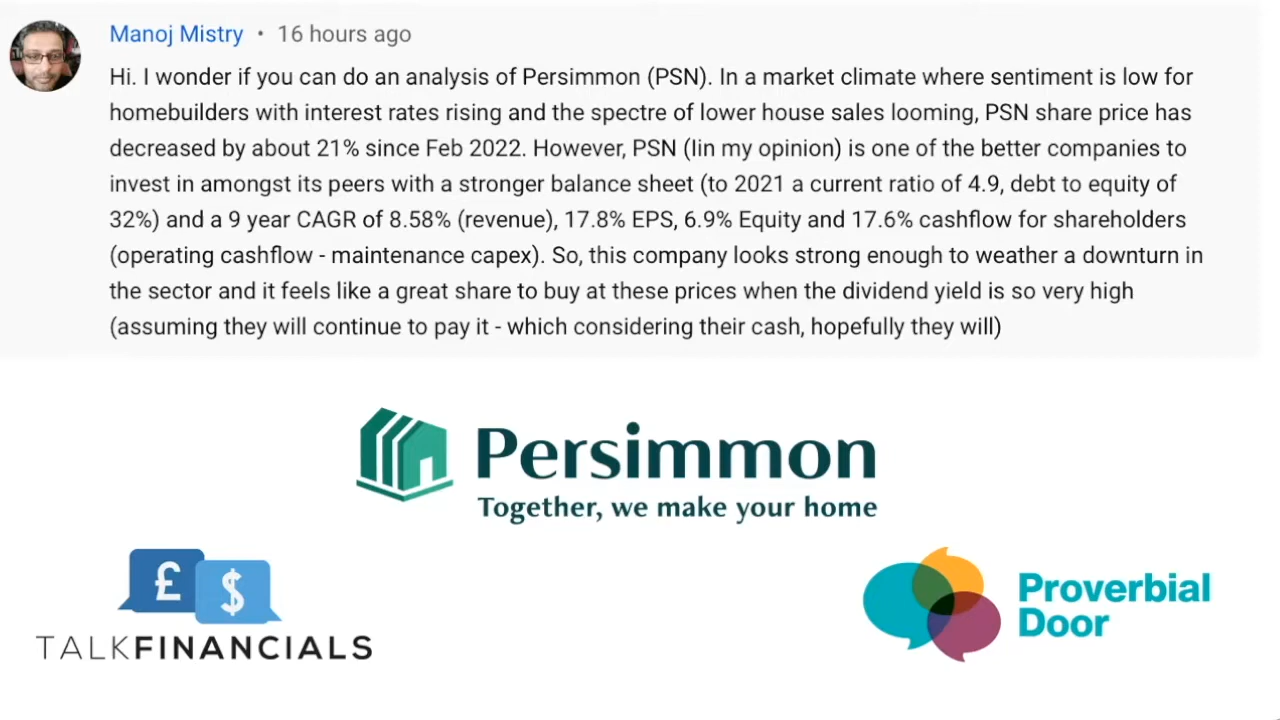 Manoj Mistry • 16 hours ago
Hi. I wonder if you can do an analysis of Persimmon (PSN). In a market climate where sentiment is low for
homebuilders with interest rates rising and the spectre of lower house sales looming, PSN share price has
decreased by about 21% since Feb 2022. However, PSN (Iin my opinion) is one of the better companies to
invest in amongst its peers with a stronger balance sheet (to 2021 a current ratio of 4.9, debt to equity of
32%) and a 9 year CAGR of 8.58% (revenue), 17.8% EPS, 6.9% Equity and 17.6% cashflow for shareholders
(operating cashflow - maintenance capex). So, this company looks strong enough to weather a downturn in
the sector and it feels like a great share to buy at these prices when the dividend yield is so very high
(assuming they will continue to pay it - which considering their cash, hopefully they will)
Persimmon
Together, we make your home
£ $
TALKFINANCIALS
Proverbial
Door